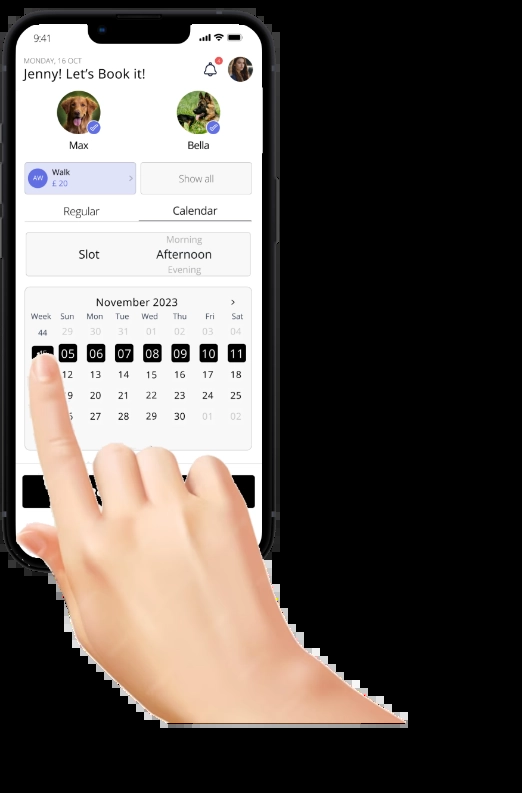 9:41
MONDAY, 16 OCT
Jenny! Let's Book it!
4
Max
Bella
AW
Walk
£ 20
Show all
Regular
Calendar
Morning
Slot
Afternoon
Evening
November 2023
Week Sun Mon Tue Wed Thu Fri Sat
44 29 30 31 01 02 03 04
05 06 07 08 09 10 11
12 13 14 15 16 17 18
20 21 22 23 24 25
27 28 29 30 01 02